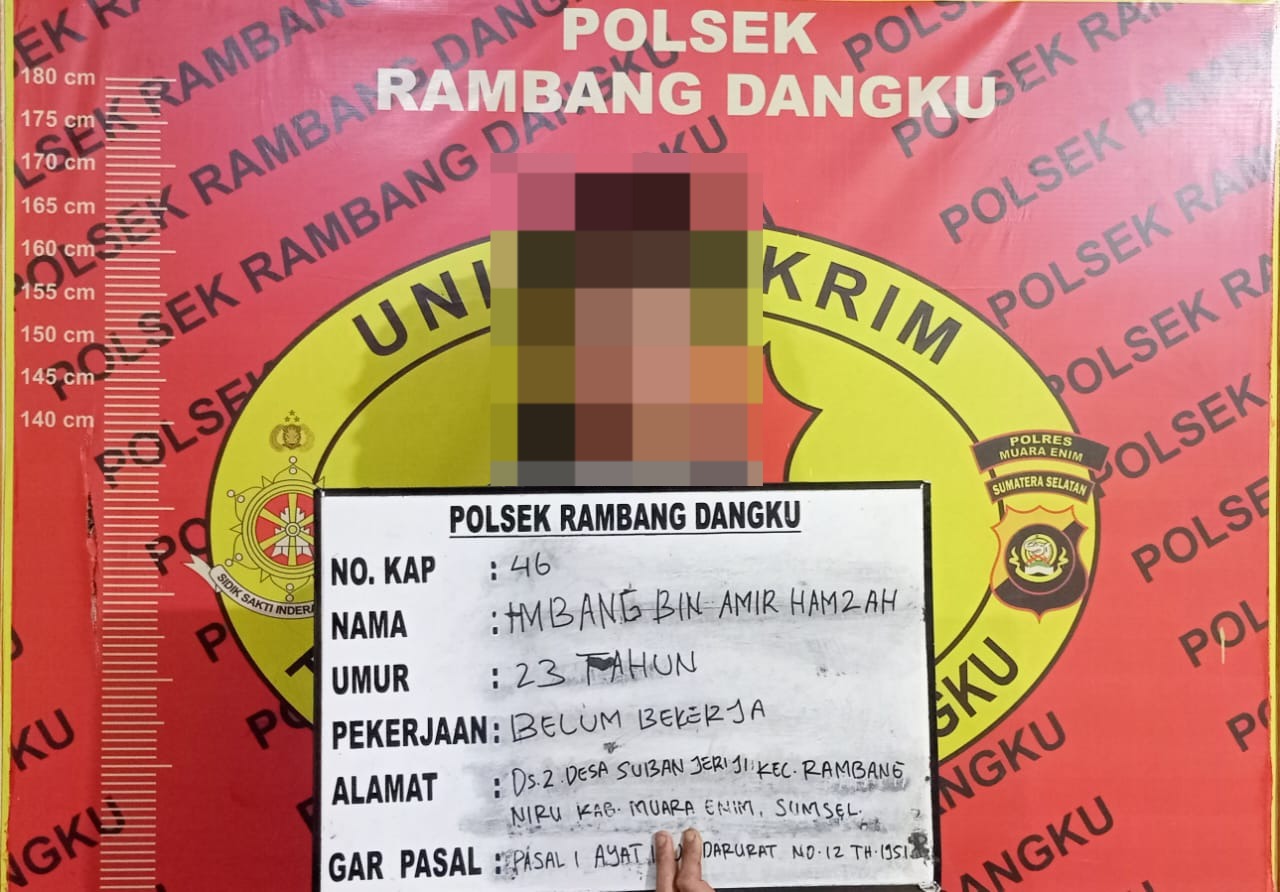 POLSEK
RAMBANG DANGKU
180 cm
175 cm
170 cm
165 cm
160 cm
155 cm
150 cm
145 cm
140 cm
KRIM
POLRES
MUARA ENIM
SUMATERA SELATAN
SIDIK SAKTI
POLSEK RAMBANG DANGKU
NO. KAP : 46
NAMA : BIN AMIR HAMZAH
UMUR : 23 TAHUN
PEKERJAAN : BELUM BEKERJA
ALAMAT : DS.2. DESA SUBAN JERIJI KEC. RAMBANG
NIRU KAB. MUARA ENIM, SUMSEL.
GAR PASAL : PASAL 1 AYAT DARURAT NO.12 TH.1951